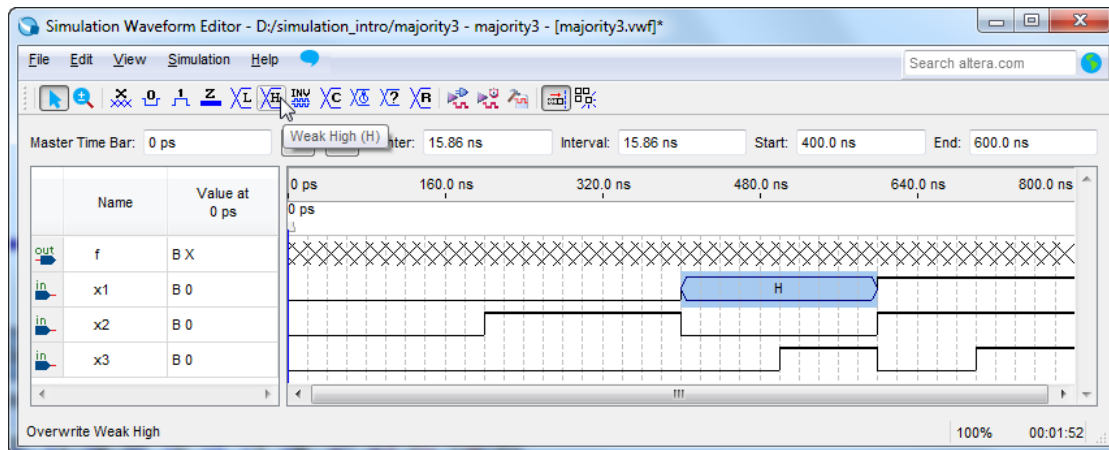 Simulation Waveform Editor - D:/simulation_intro/majority3 - majority3 - [majority3.vwf]*
File Edit View Simulation Help
Search altera.com
Master Time Bar: 0 ps
Weak High (H)
15.86 ns
Interval: 15.86 ns
Start: 400.0 ns
End: 600.0 ns
Name
Value at
0 ps
0 ps 160.0 ns 320.0 ns 480.0 ns 640.0 ns 800.0 ns
0 ps
out f B X
in x1 B 0 H
in x2 B 0
in x3 B 0
Overwrite Weak High
100% 00:01:52